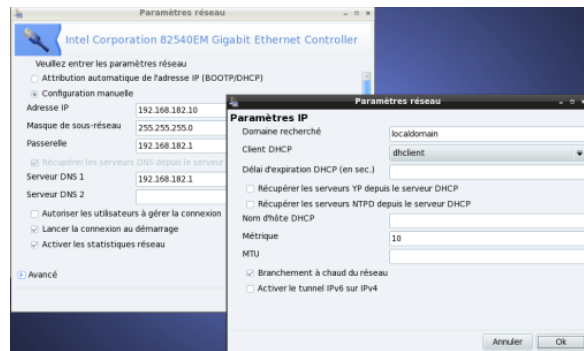 Paramètres réseau
Intel Corporation 82540EM Gigabit Ethernet Controller
Veuillez entrer les paramètres réseau
Attribution automatique de l'adresse IP (BOOTP/DHCP)
Configuration manuelle
Adresse IP
192.168.182.10
Masque de sous-réseau
255.255.255.0
Passerelle
192.168.182.1
Récupérer les serveurs DNS depuis le serveur
Serveur DNS 1
192.168.182.1
Serveur DNS 2
Autoriser les utilisateurs à gérer la connexion
Lancer la connexion au démarrage
Activer les statistiques réseau
Avancé
Paramètres réseau
Paramètres IP
Domaine recherché
localdomain
Client DHCP
dhclient
Délai d'expiration DHCP (en sec.)
Récupérer les serveurs YP depuis le serveur DHCP
Récupérer les serveurs NTPD depuis le serveur DHCP
Nom d'hôte DHCP
Métrique
10
MTU
Branchement à chaud du réseau
Activer le tunnel IPv6 sur IPv4
Annuler
Ok